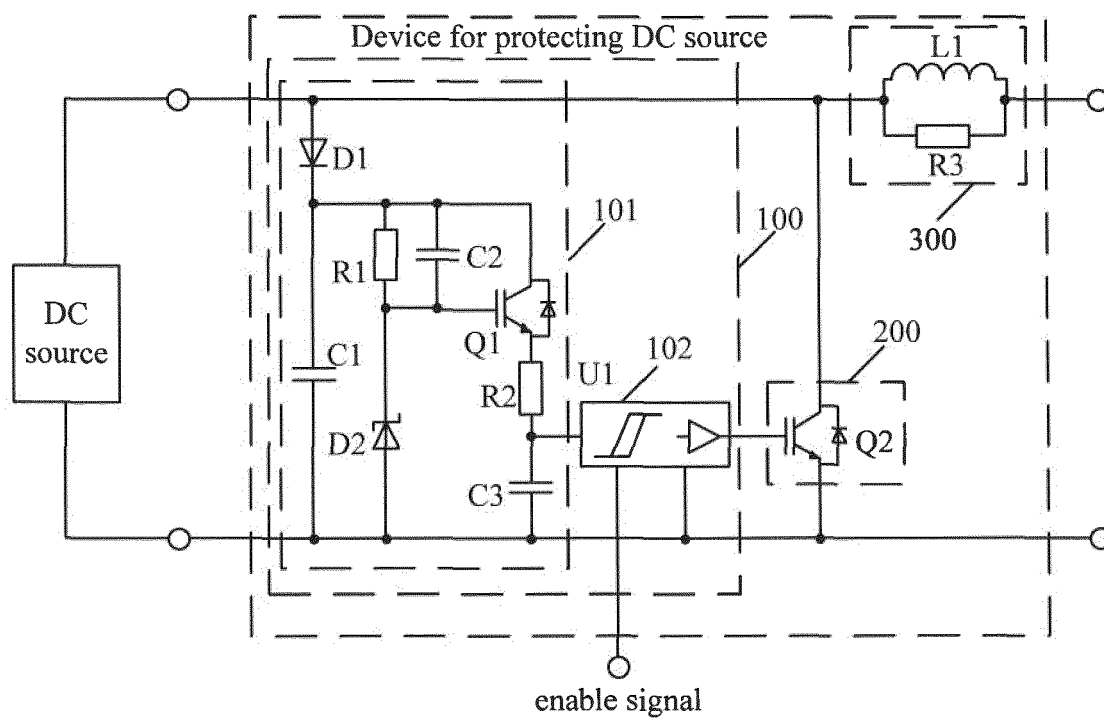 Device for protecting DC source
L1
R3
300
D1
101
100
R1
C2
Q1
DC
source
C1
R2
U1
102
200
D2
Q2
C3
enable signal